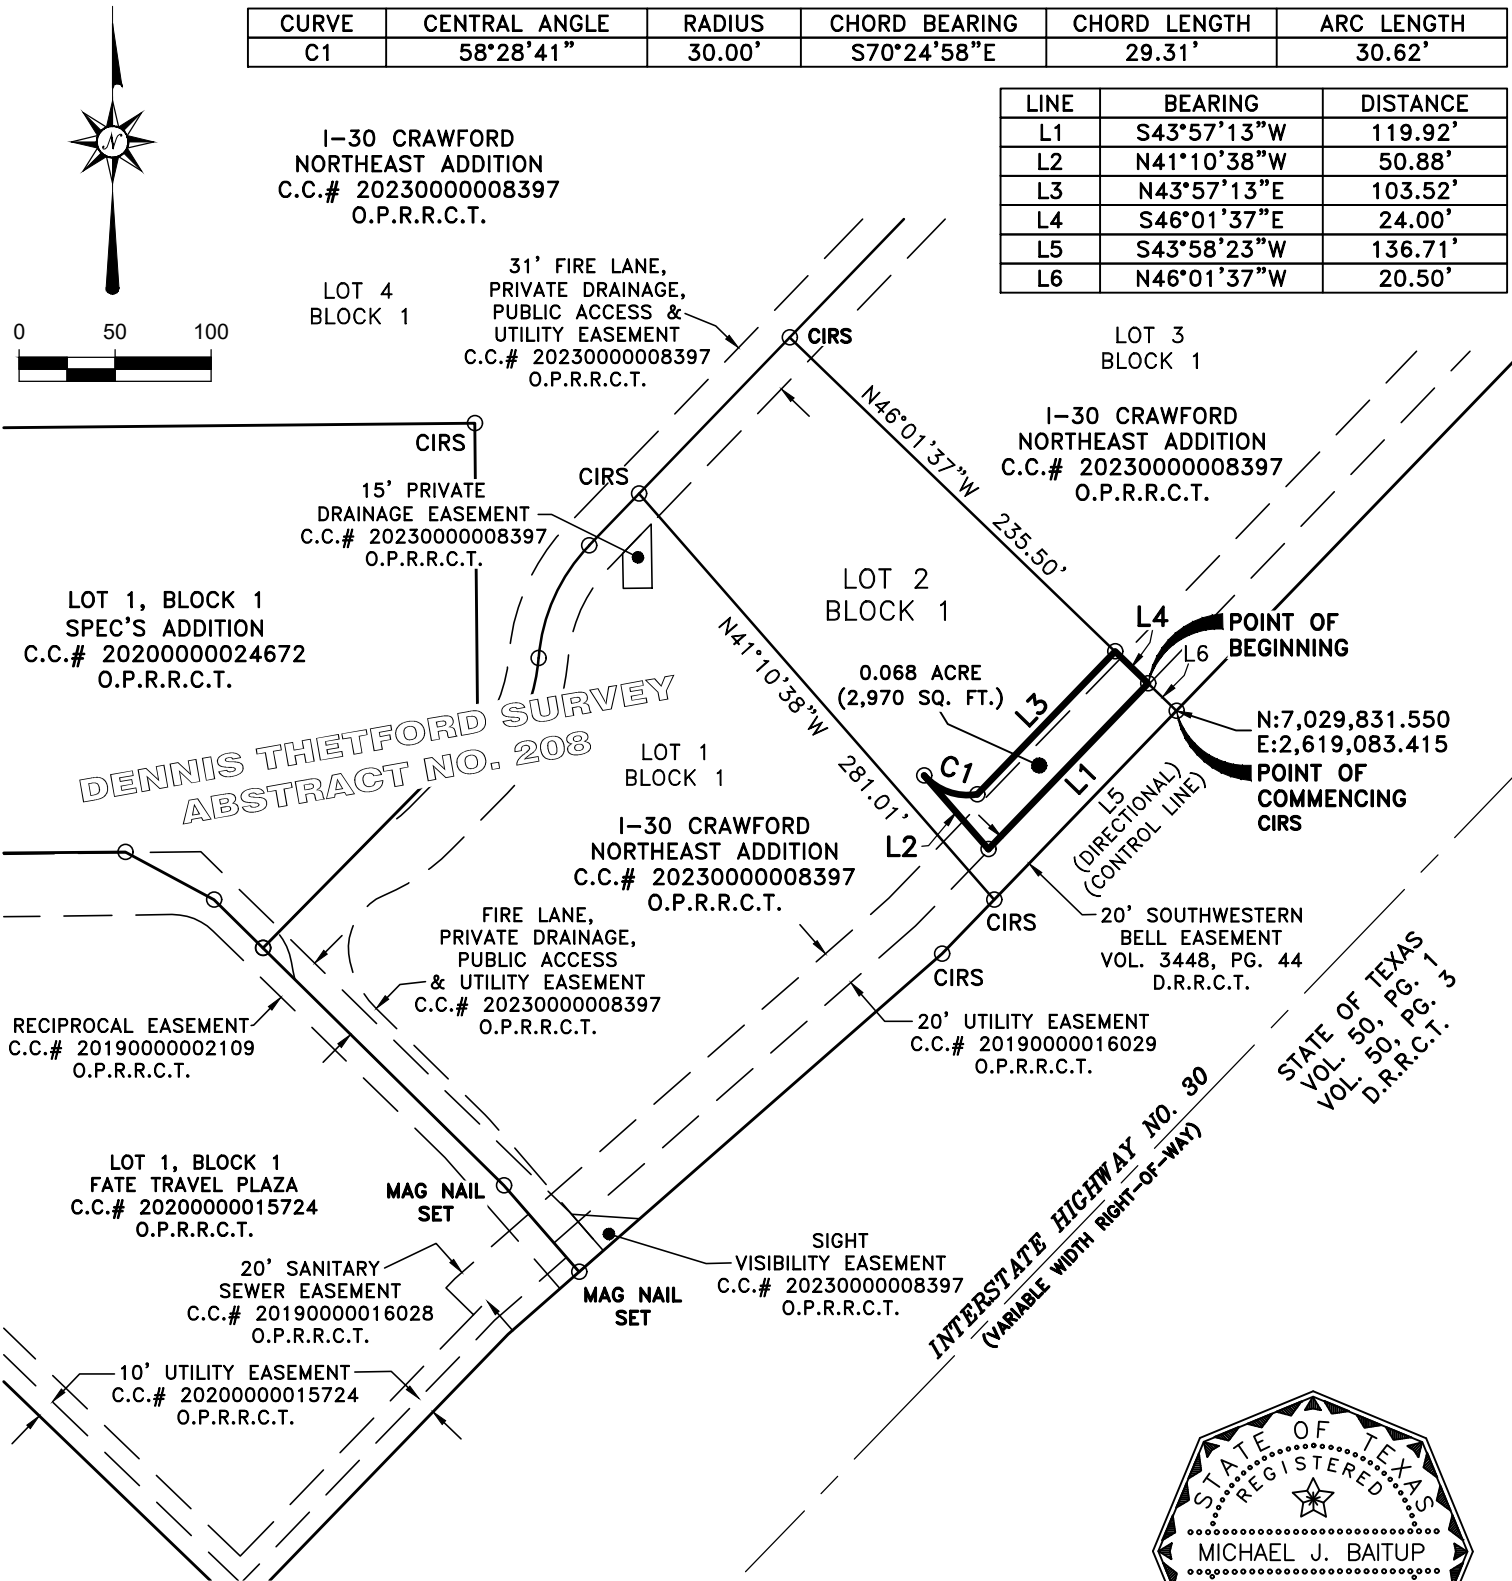 CURVE CENTRAL ANGLE RADIUS CHORD BEARING CHORD LENGTH ARC LENGTH
C1 58°28'41" 30.00' S70°24'58"E 29.31' 30.62'
LINE BEARING DISTANCE
L1 S43°57'13"W 119.92'
L2 N41°10'38"W 50.88'
L3 N43°57'13"E 103.52'
L4 S46°01'37"E 24.00'
L5 S43°58'23"W 136.71'
L6 N46°01'37"W 20.50'
N
0 50 100
I-30 CRAWFORD
NORTHEAST ADDITION
C.C.# 20230000008397
O.P.R.R.C.T.
LOT 4
BLOCK 1
31' FIRE LANE,
PRIVATE DRAINAGE,
PUBLIC ACCESS &
UTILITY EASEMENT
C.C.# 20230000008397
O.P.R.R.C.T.
CIRS
LOT 3
BLOCK 1
I-30 CRAWFORD
NORTHEAST ADDITION
C.C.# 20230000008397
O.P.R.R.C.T.
N46°01'37"W 235.50'
CIRS
CIRS
15' PRIVATE
DRAINAGE EASEMENT
C.C.# 20230000008397
O.P.R.R.C.T.
LOT 1, BLOCK 1
SPEC'S ADDITION
C.C.# 20200000024672
O.P.R.R.C.T.
LOT 2
BLOCK 1
N41°10'38"W 281.01'
0.068 ACRE
(2,970 SQ. FT.)
L4
POINT OF
BEGINNING
L6
L3
C1
L1
L2
N:7,029,831.550
E:2,619,083.415
POINT OF
COMMENCING
CIRS
L5
(DIRECTIONAL)
(CONTROL LINE)
DENNIS THETFORD SURVEY
ABSTRACT NO. 208
LOT 1
BLOCK 1
I-30 CRAWFORD
NORTHEAST ADDITION
C.C.# 20230000008397
O.P.R.R.C.T.
CIRS
CIRS
20' SOUTHWESTERN
BELL EASEMENT
VOL. 3448, PG. 44
D.R.R.C.T.
FIRE LANE,
PRIVATE DRAINAGE,
PUBLIC ACCESS
& UTILITY EASEMENT
C.C.# 20230000008397
O.P.R.R.C.T.
20' UTILITY EASEMENT
C.C.# 20190000016029
O.P.R.R.C.T.
STATE OF TEXAS
VOL. 50, PG. 1
VOL. 50, PG. 3
D.R.R.C.T.
RECIPROCAL EASEMENT
C.C.# 20190000002109
O.P.R.R.C.T.
INTERSTATE HIGHWAY NO. 30
(VARIABLE WIDTH RIGHT-OF-WAY)
LOT 1, BLOCK 1
FATE TRAVEL PLAZA
C.C.# 20200000015724
O.P.R.R.C.T.
MAG NAIL
SET
20' SANITARY
SEWER EASEMENT
C.C.# 20190000016028
O.P.R.R.C.T.
MAG NAIL
SET
SIGHT
VISIBILITY EASEMENT
C.C.# 20230000008397
O.P.R.R.C.T.
10' UTILITY EASEMENT
C.C.# 20200000015724
O.P.R.R.C.T.
STATE OF TEXAS
REGISTERED
MICHAEL J. BAITUP